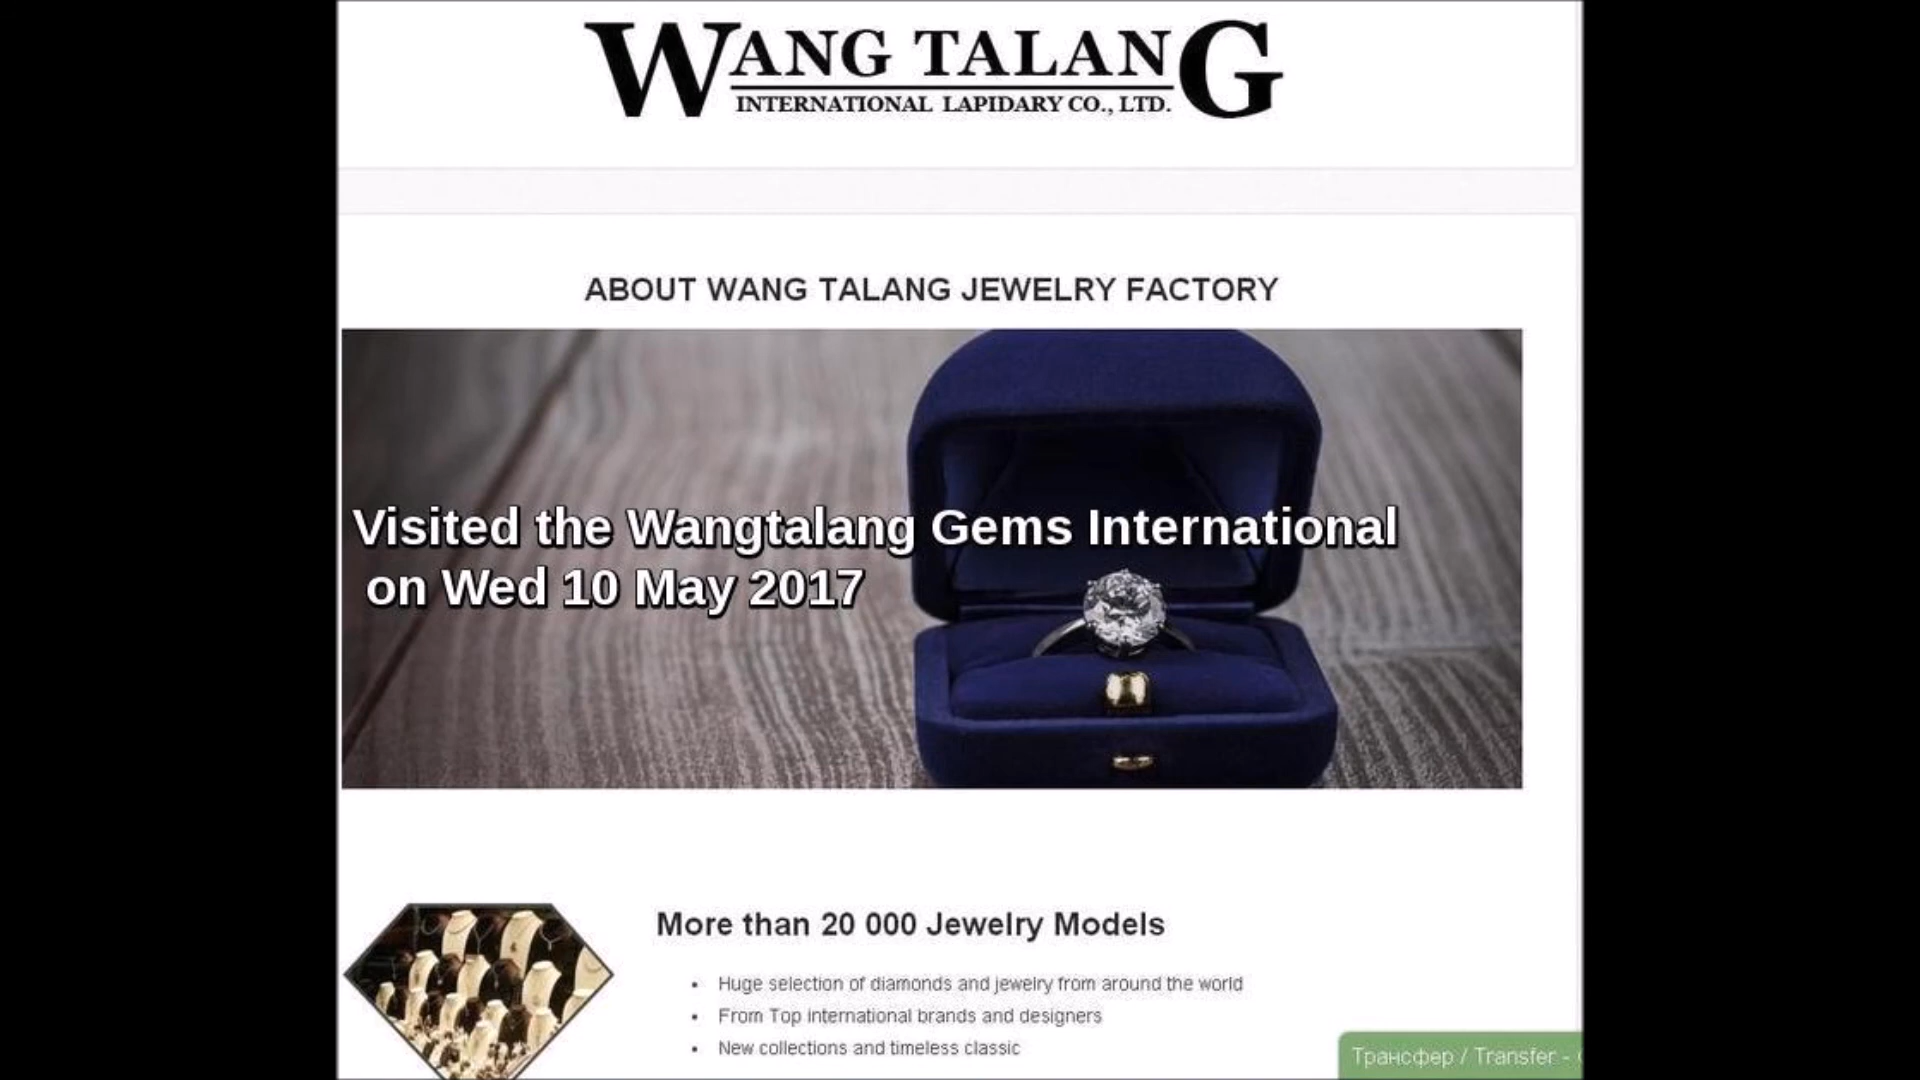 WANG TALANG
INTERNATIONAL LAPIDARY CO., LTD.
ABOUT WANG TALANG JEWELRY FACTORY
Visited the Wangtalang Gems International
on Wed 10 May 2017
More than 20 000 Jewelry Models
• Huge selection of diamonds and jewelry from around the world
• From Top international brands and designers
• New collections and timeless classic
Трансфер / Transfer -